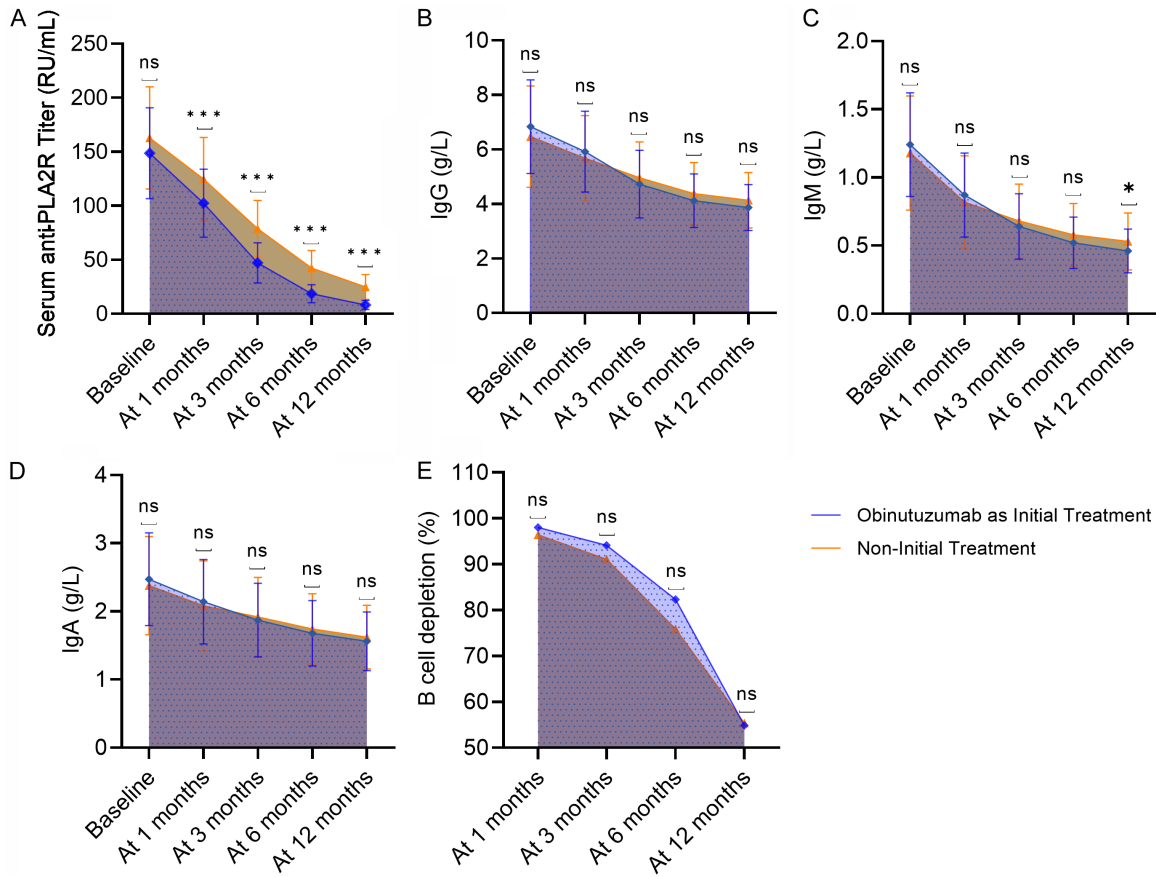 A
Serum anti-PLA2R Titer (RU/mL)
250
200
150
100
50
0
ns
***
***
***
***
Baseline
At 1 months
At 3 months
At 6 months
At 12 months
B
IgG (g/L)
10
8
6
4
2
0
ns
ns
ns
ns
ns
Baseline
At 1 months
At 3 months
At 6 months
At 12 months
C
IgM (g/L)
2.0
1.5
1.0
0.5
0.0
ns
ns
ns
ns
*
Baseline
At 1 months
At 3 months
At 6 months
At 12 months
D
IgA (g/L)
4
3
2
1
0
ns
ns
ns
ns
ns
Baseline
At 1 months
At 3 months
At 6 months
At 12 months
E
B cell depletion (%)
110
100
90
80
70
60
50
ns
ns
ns
ns
At 1 months
At 3 months
At 6 months
At 12 months
Obinutuzumab as Initial Treatment
Non-Initial Treatment